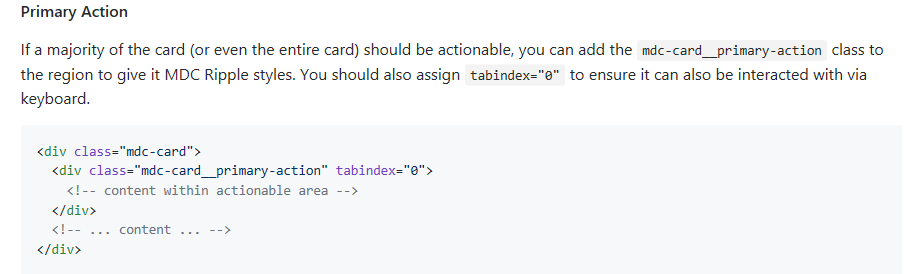 Primary Action
If a majority of the card (or even the entire card) should be actionable, you can add the mdc-card__primary-action class to
the region to give it MDC Ripple styles. You should also assign tabindex="0" to ensure it can also be interacted with via
keyboard.
<div class="mdc-card">
  <div class="mdc-card__primary-action" tabindex="0">
    <!-- content within actionable area -->
  </div>
  <!-- ... content ... -->
</div>